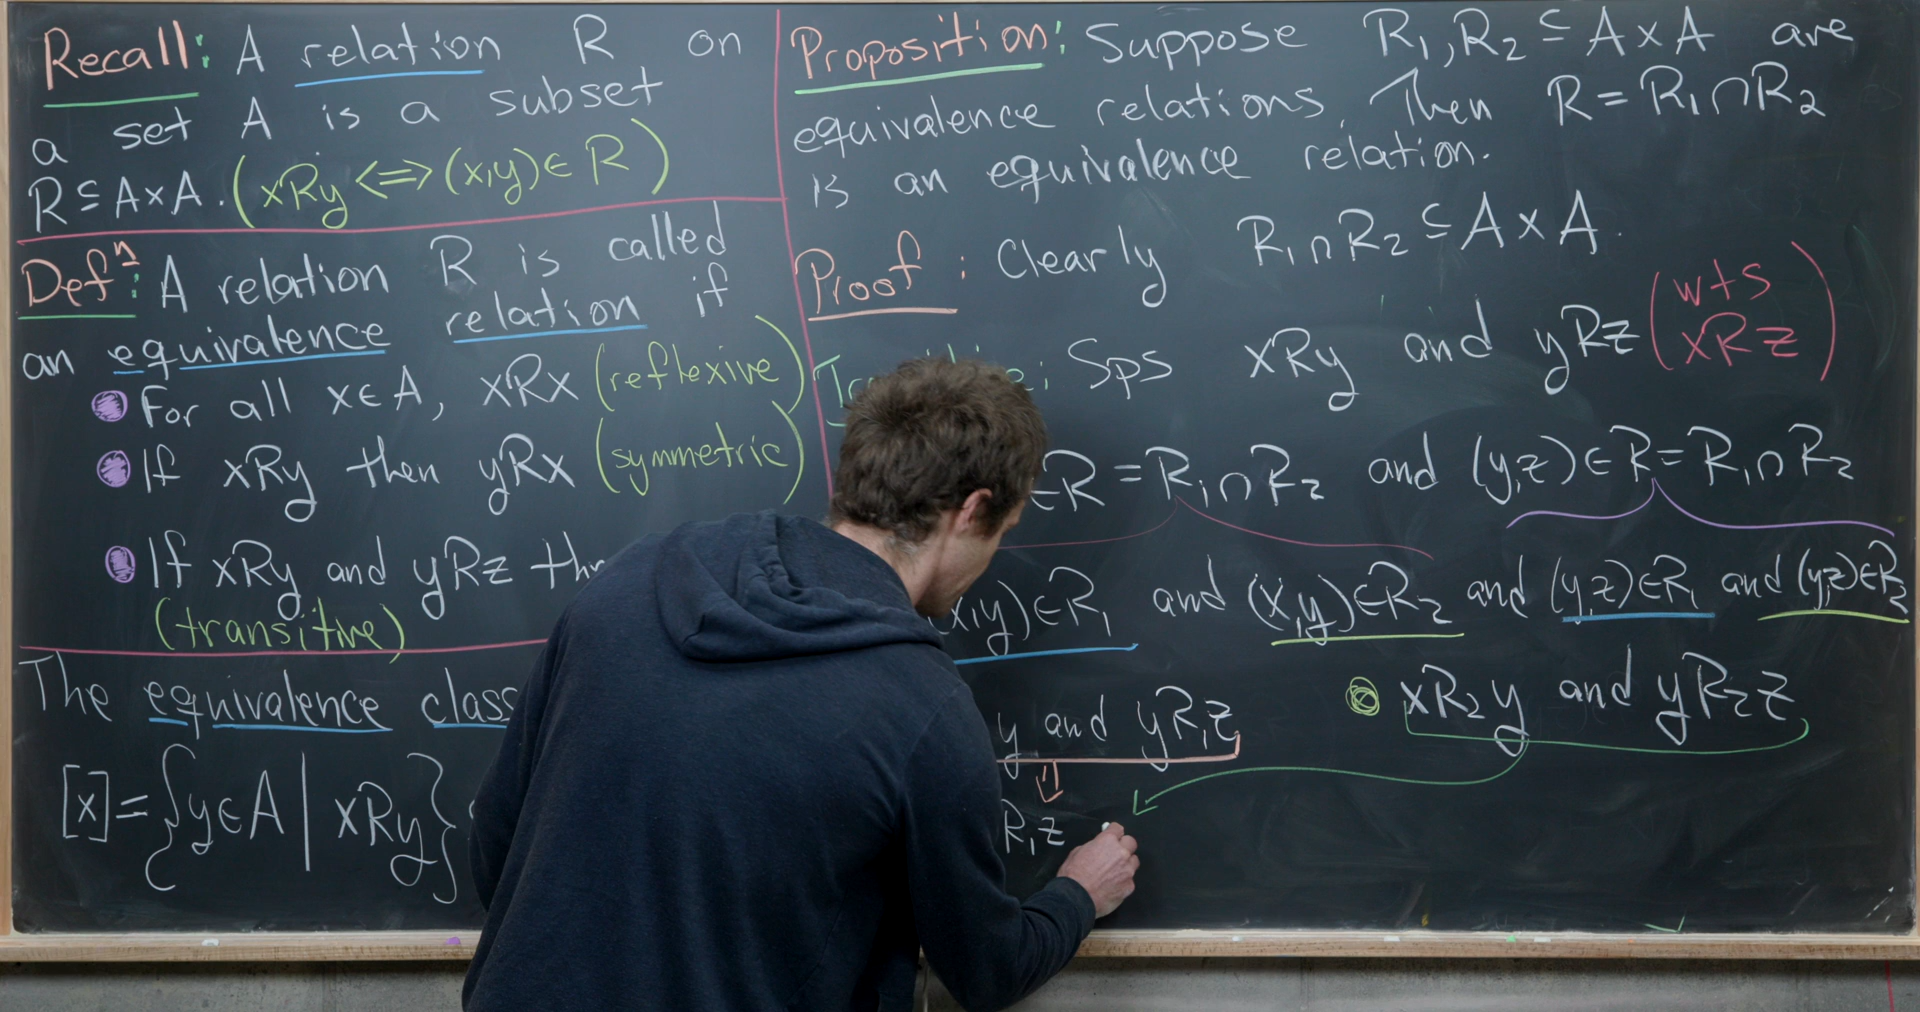 Recall: A relation R on
a set A is a subset
R ⊆ A×A. (xRy <=> (x,y) ∈ R)
Defⁿ: A relation R is called
an equivalence relation if
For all x∈A, xRx (reflexive)
If xRy then yRx (symmetric)
If xRy and yRz
(transitive)
The equivalence class
[x] = {y∈A | xRy}
Proposition: Suppose R₁,R₂ ⊆ A×A are
equivalence relations. Then R = R₁∩R₂
is an equivalence relation.
Proof: Clearly R₁∩R₂ ⊆ A×A.
Sps xRy and yRz (wts xRz)
∈R = R₁∩R₂ and (y,z)∈R = R₁∩R₂
x,y)∈R₁ and (x,y)∈R₂ and (y,z)∈R₁ and (y,z)∈R₂
y and yR₁z xR₂y and yR₂z
R₁z